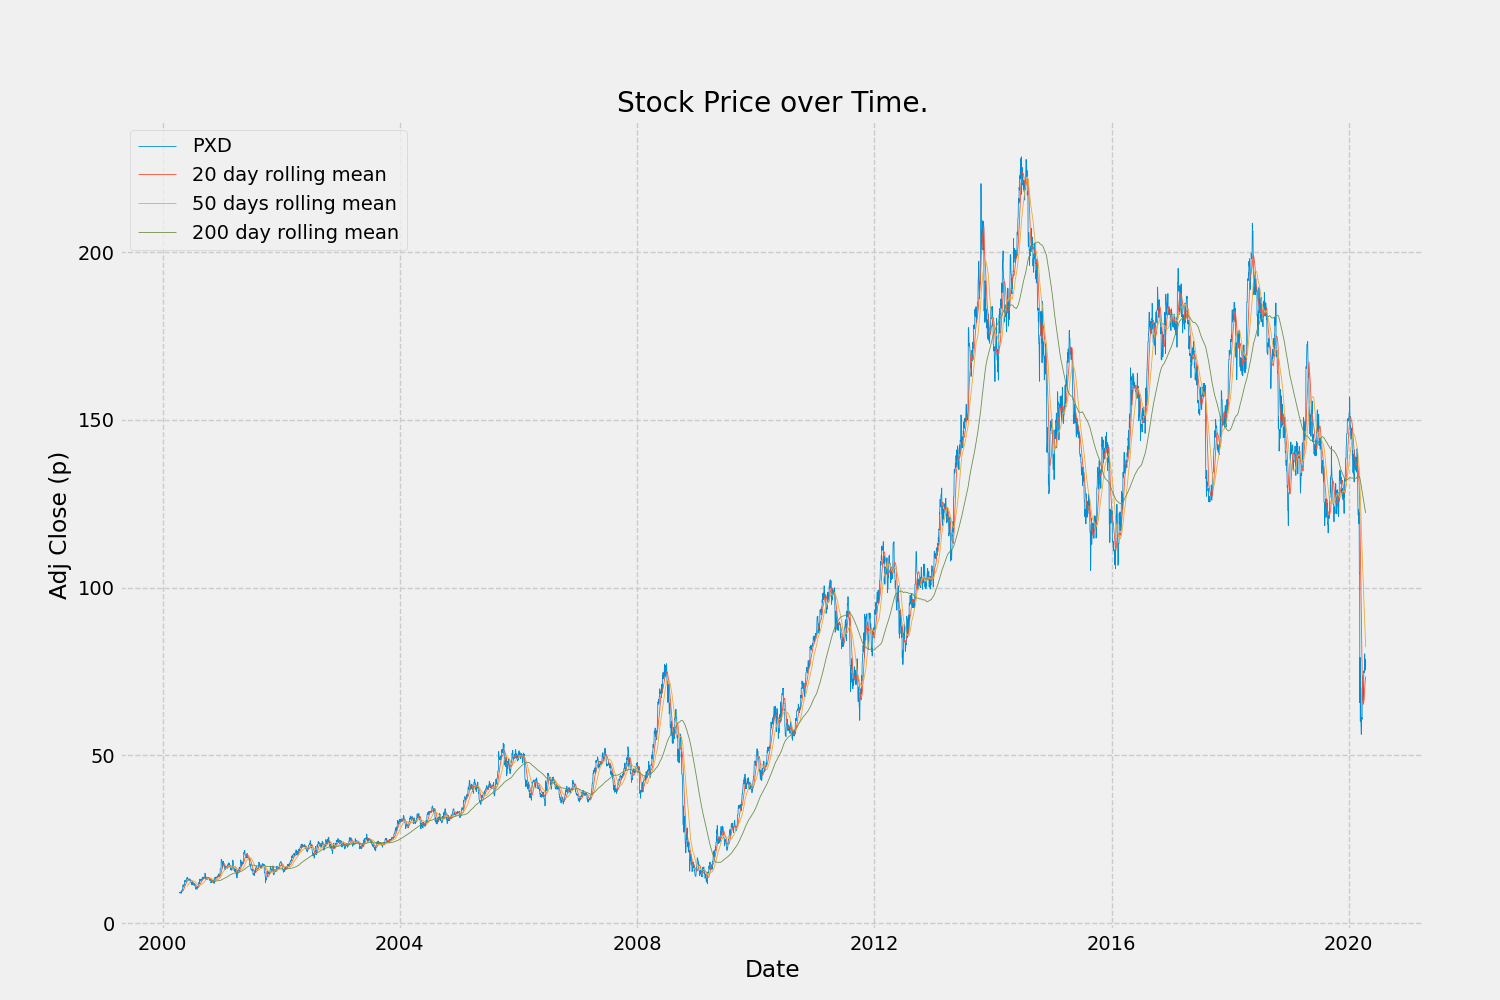 Stock Price over Time.
PXD
20 day rolling mean
50 days rolling mean
200 day rolling mean
Adj Close (p)
200
150
100
50
0
2000 2004 2008 2012 2016 2020
Date